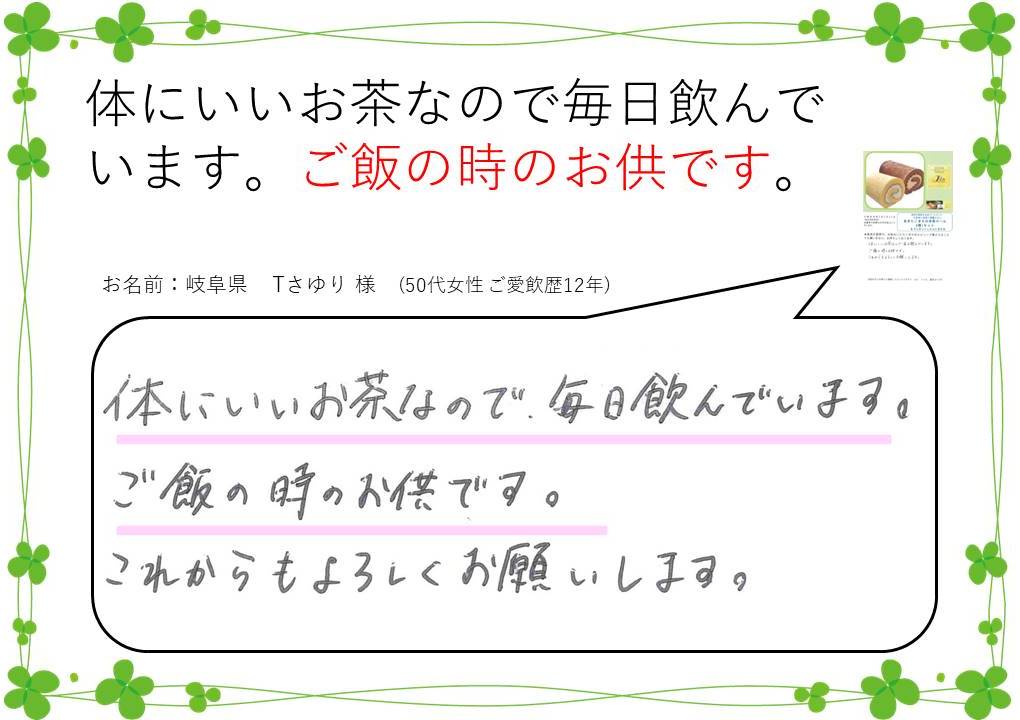 体にいいお茶なので毎日飲んで
います。ご飯の時のお供です。
お名前：岐阜県　Tさゆり 様　(50代女性 ご愛飲歴12年)
体にいいお茶なので、毎日飲んでいます。
ご飯の時のお供です。
これからもよろしくお願いします。